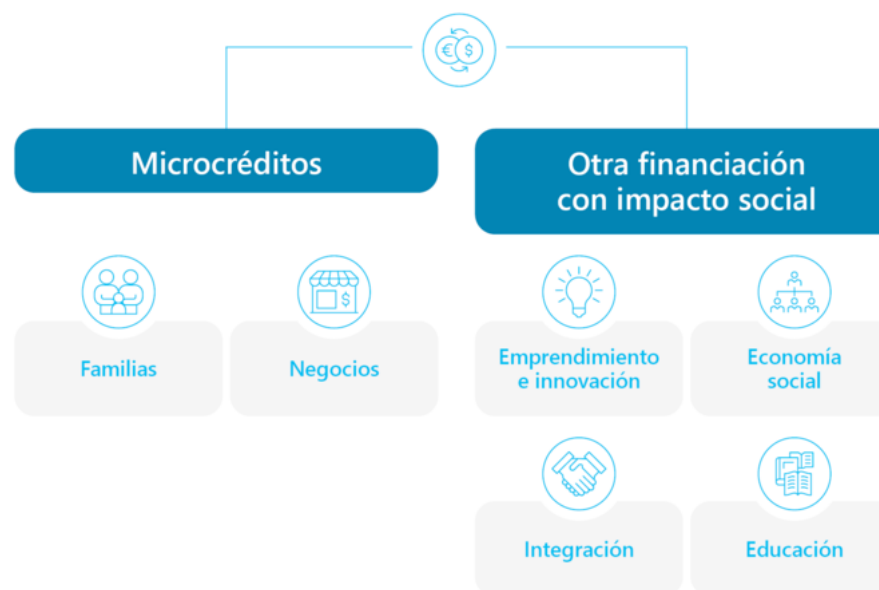 Microcréditos
Otra financiación
con impacto social
Familias
Negocios
Emprendimiento
e innovación
Economía
social
Integración
Educación